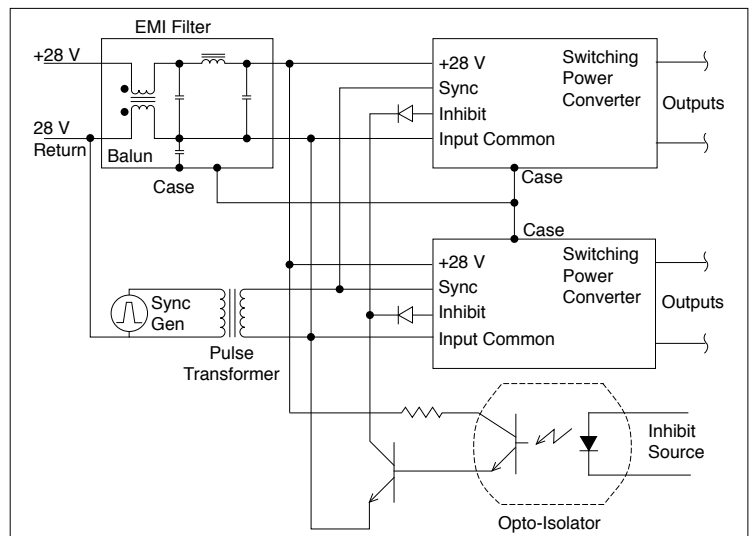 EMI Filter
+28 V
28 V
Return
Balun
Case
+28 V
Sync
Inhibit
Input Common
Switching
Power
Converter
Outputs
Case
Case
+28 V
Sync
Inhibit
Input Common
Switching
Power
Converter
Outputs
Sync
Gen
Pulse
Transformer
Inhibit
Source
Opto-Isolator